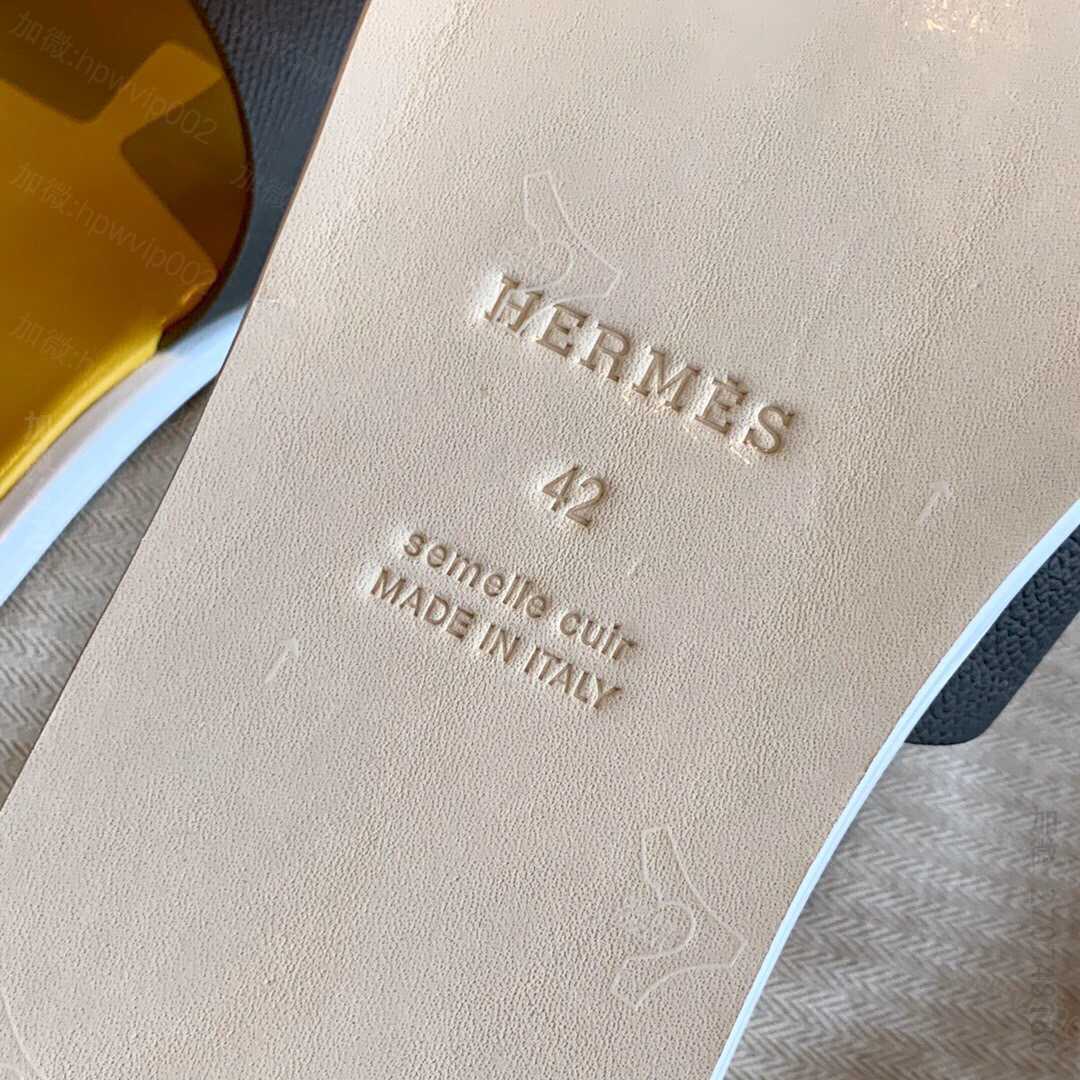 加微:hpwvip002
加微:hpwvip002
HERMÈS
42
semelle cuir
MADE IN ITALY